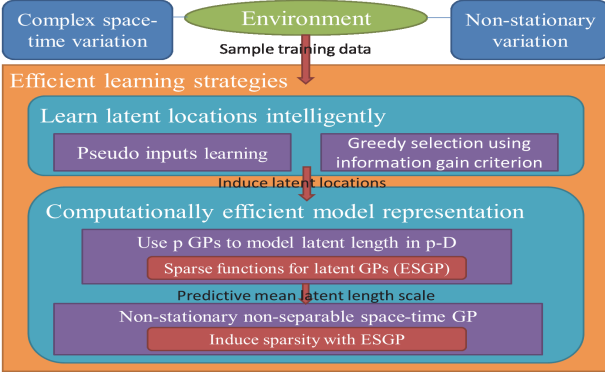 Complex space-
time variation
Environment
Non-stationary
variation
Sample training data
Efficient learning strategies
Learn latent locations intelligently
Pseudo inputs learning
Greedy selection using
information gain criterion
Induce latent locations
Computationally efficient model representation
Use p GPs to model latent length in p-D
Sparse functions for latent GPs (ESGP)
Predictive mean latent length scale
Non-stationary non-separable space-time GP
Induce sparsity with ESGP